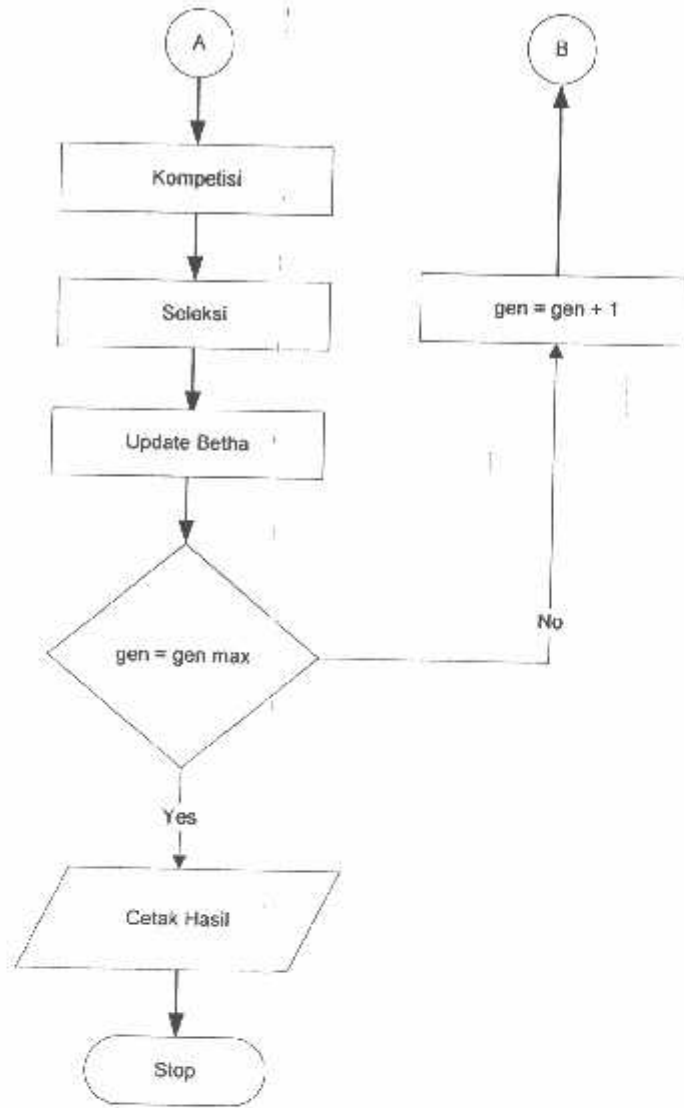 A
B
Kompetisi
gen = gen + 1
Seleksi
Update Betha
gen = gen max
No
Yes
Cetak Hasil
Stop